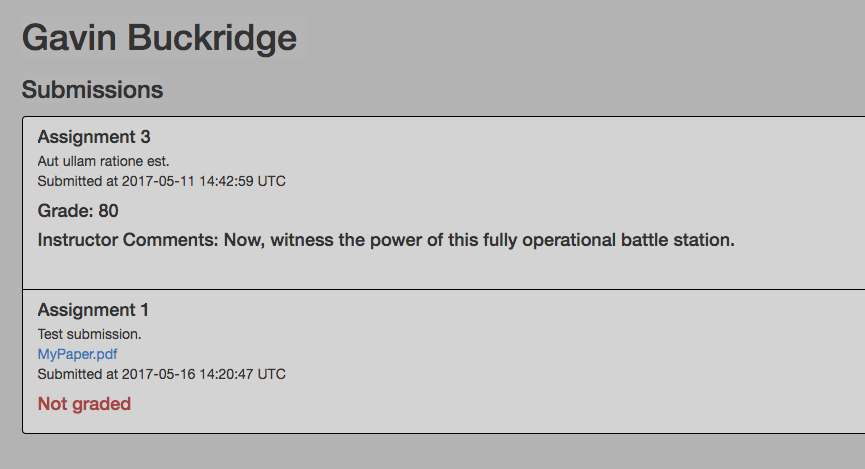 Gavin Buckridge
Submissions
Assignment 3
Aut ullam ratione est.
Submitted at 2017-05-11 14:42:59 UTC
Grade: 80
Instructor Comments: Now, witness the power of this fully operational battle station.
Assignment 1
Test submission.
MyPaper.pdf
Submitted at 2017-05-16 14:20:47 UTC
Not graded